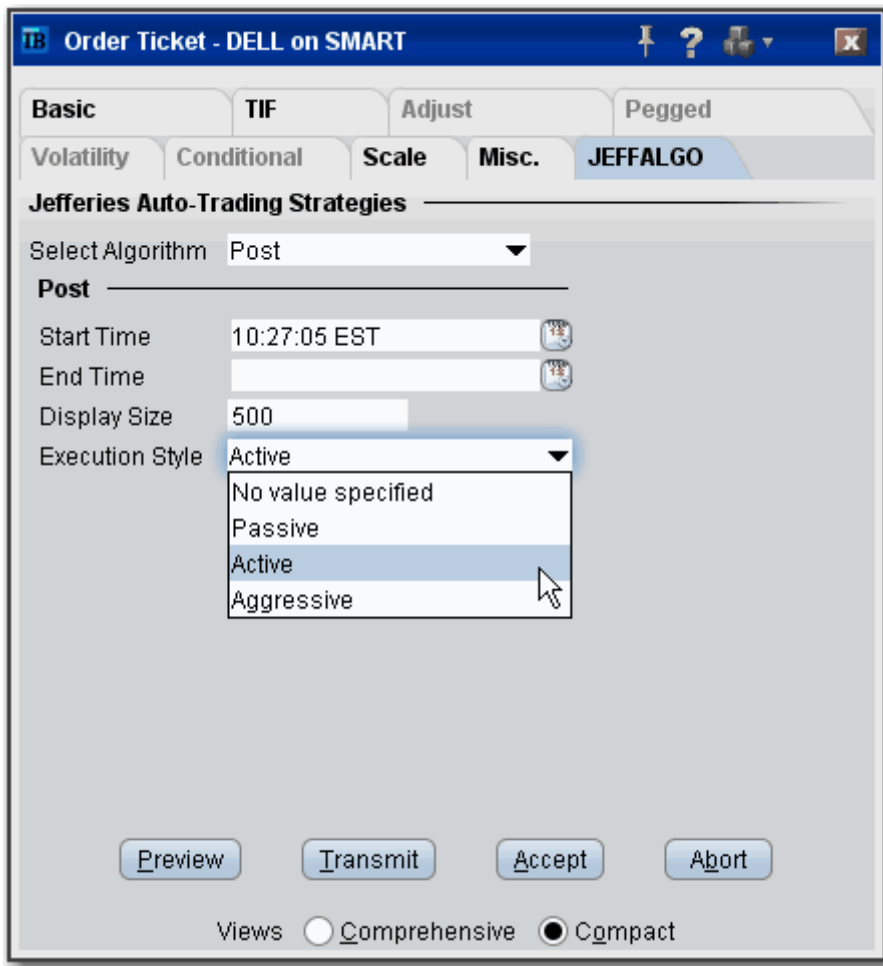 TB Order Ticket - DELL on SMART ? x
Basic TIF Adjust Pegged
Volatility Conditional Scale Misc. JEFFALGO
Jefferies Auto-Trading Strategies
Select Algorithm Post
Post
Start Time 10:27:05 EST
End Time
Display Size 500
Execution Style Active
No value specified
Passive
Active
Aggressive
Preview Transmit Accept Abort
Views Comprehensive Compact